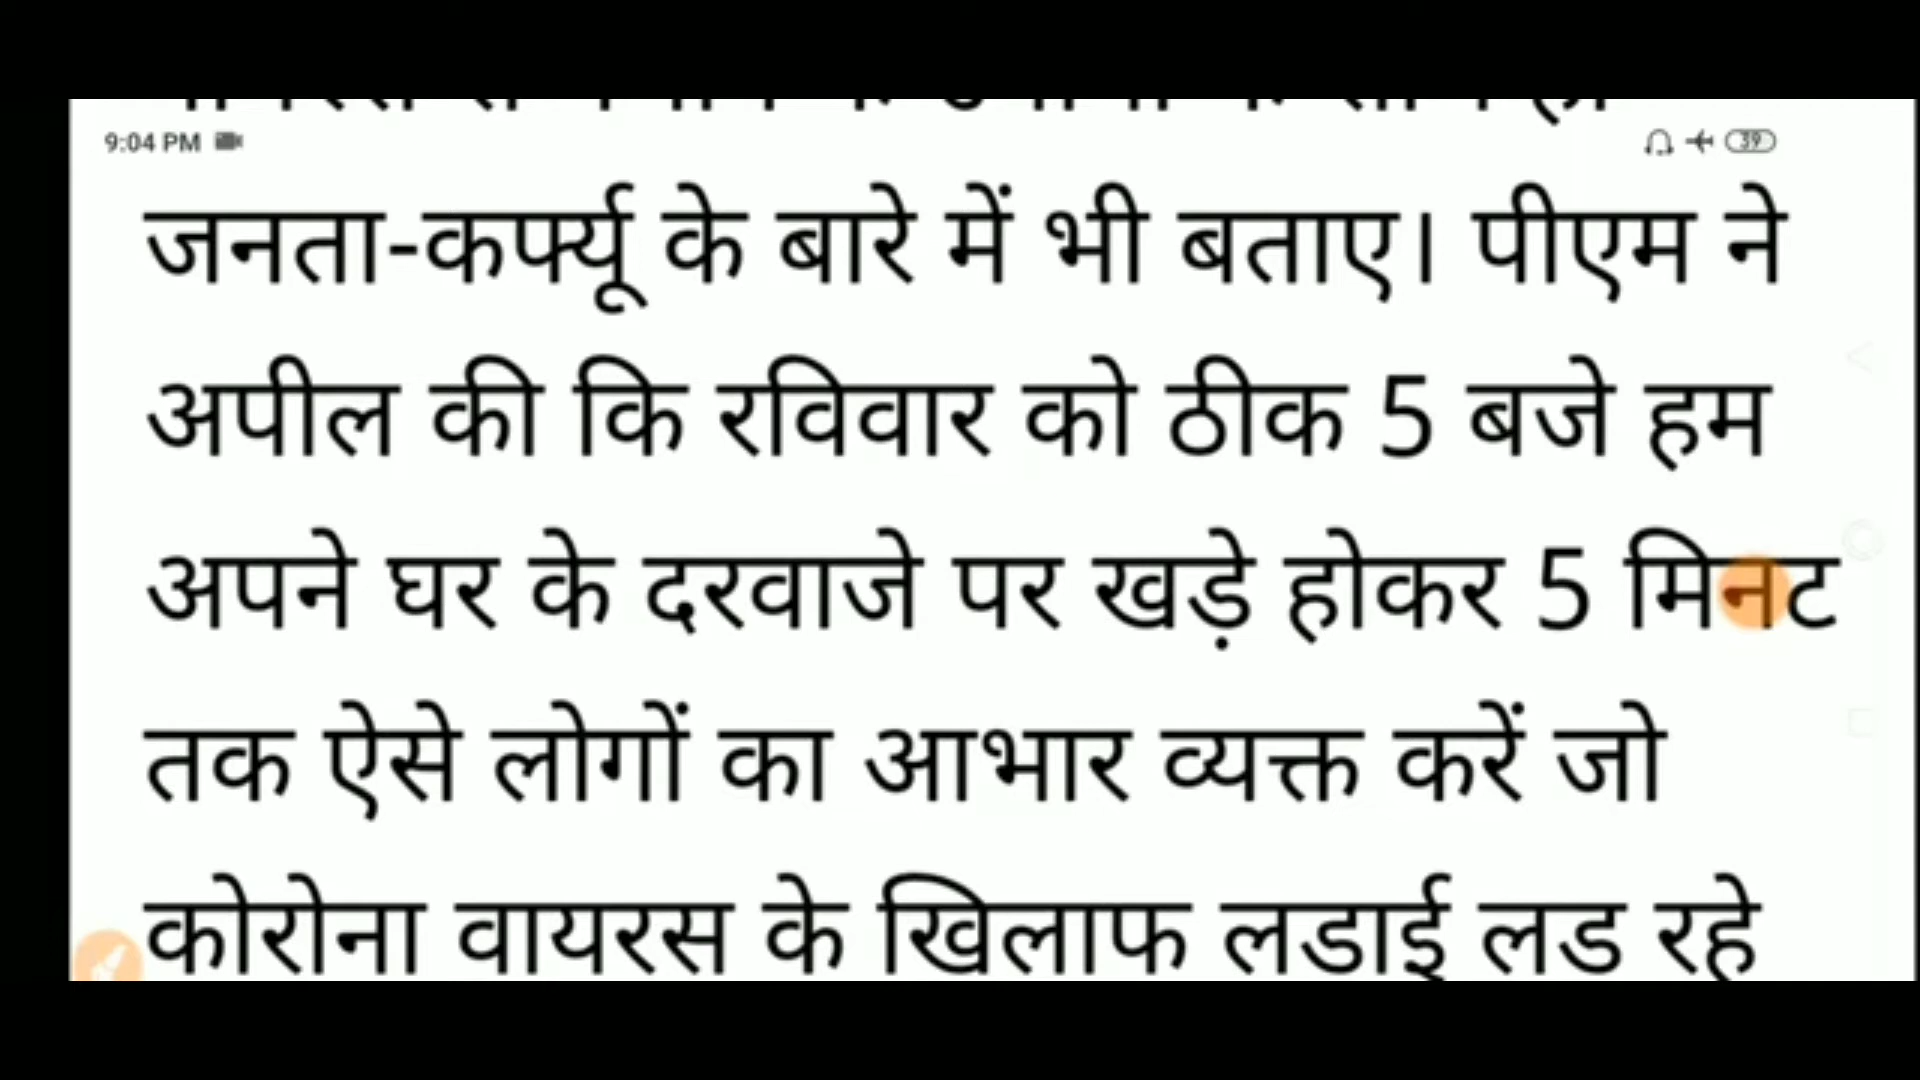 9:04 PM 39
जनता-कर्फ्यू के बारे में भी बताए। पीएम ने
अपील की कि रविवार को ठीक 5 बजे हम
अपने घर के दरवाजे पर खड़े होकर 5 मिनट
तक ऐसे लोगों का आभार व्यक्त करें जो
कोरोना वायरस के खिलाफ लडाई लड रहे